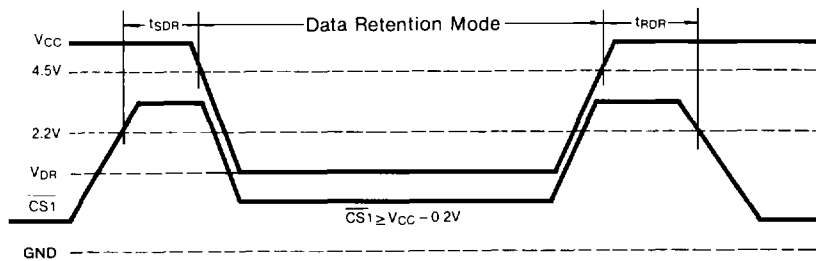 tSDR
Data Retention Mode
tRDR
VCC
4.5V
2.2V
VDR
CS1
CS1 ≥ VCC – 0 2V
GND